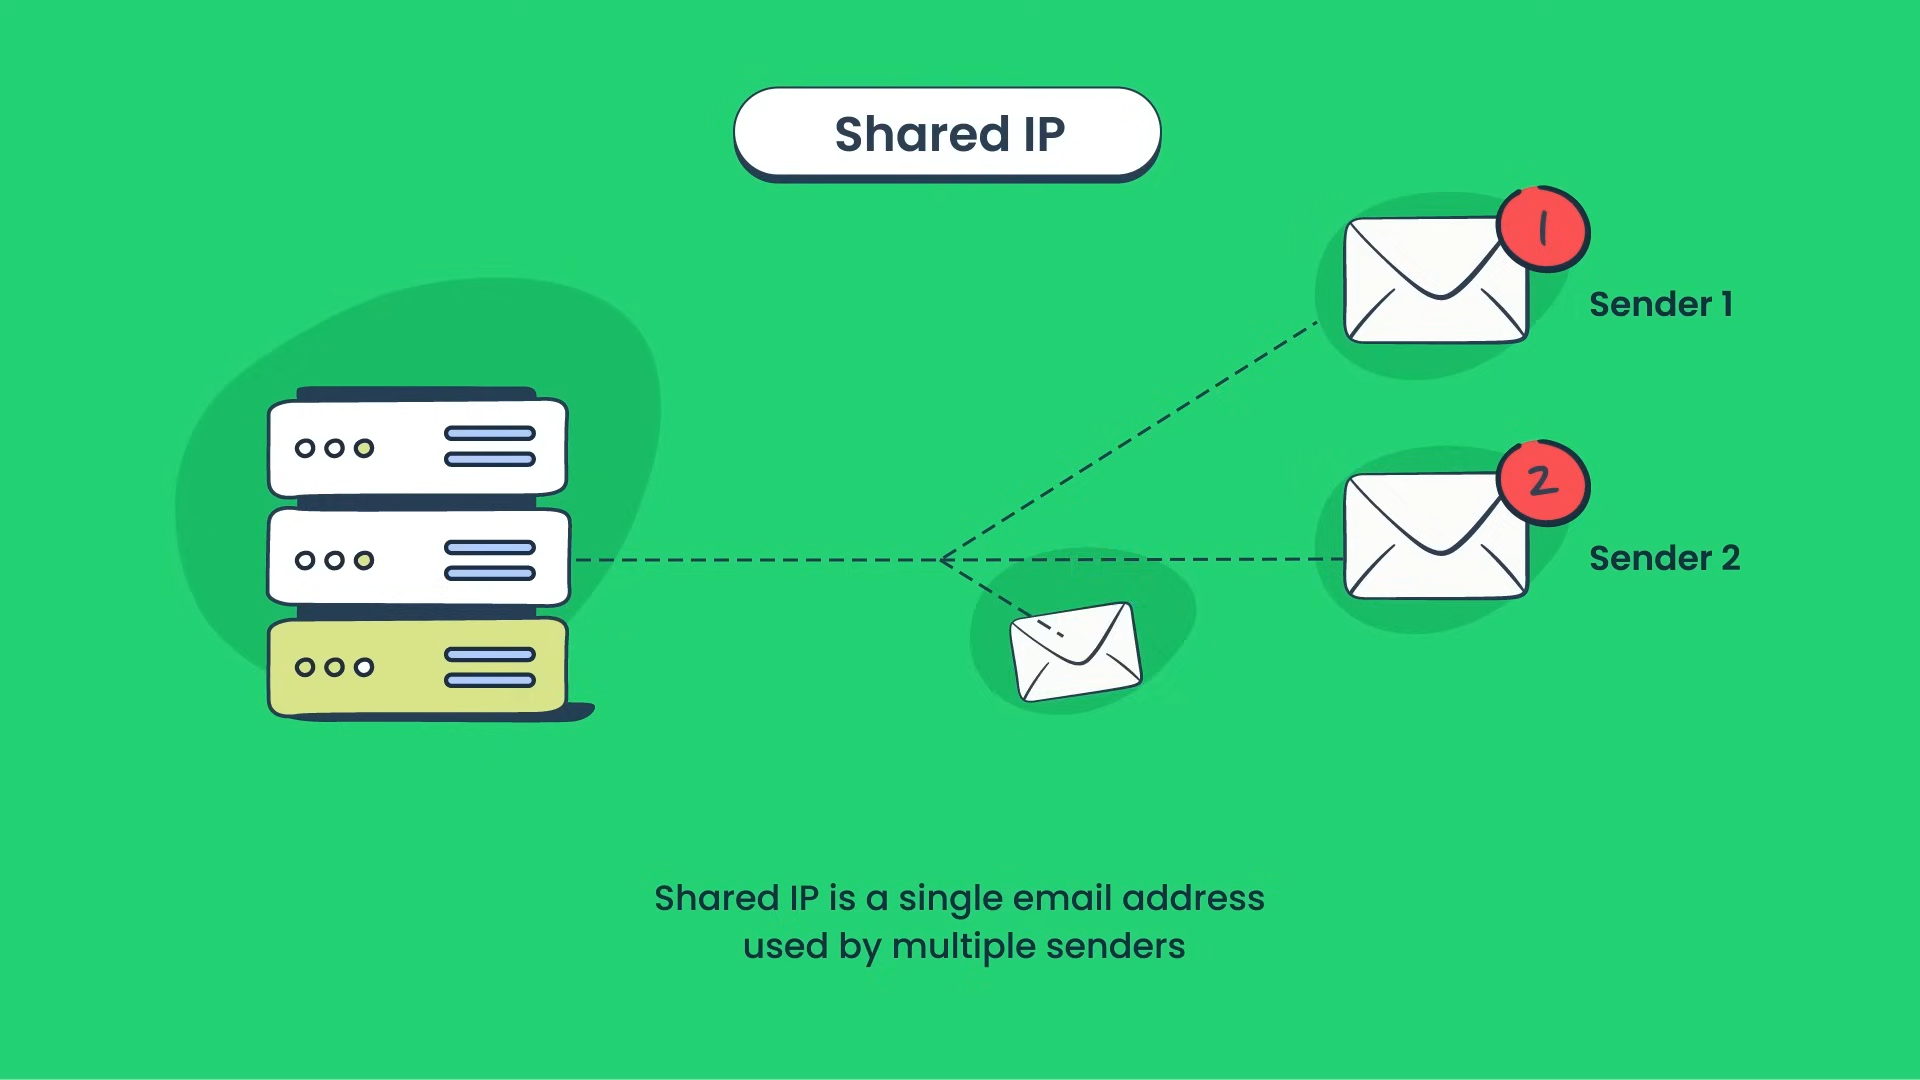 Shared IP
1
Sender 1
2
Sender 2
Shared IP is a single email address
used by multiple senders